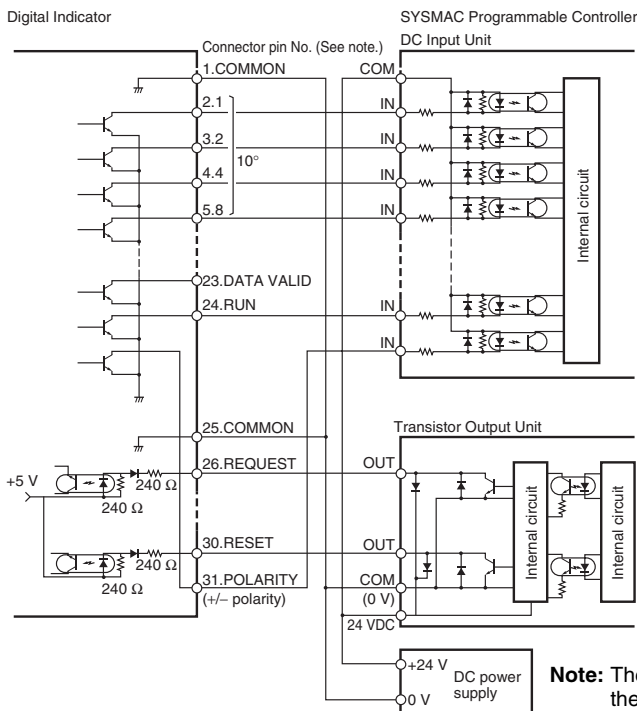 Digital Indicator
SYSMAC Programmable Controller
Connector pin No. (See note.)
DC Input Unit
1.COMMON
COM
2.1
IN
3.2
IN
10°
4.4
IN
5.8
IN
Internal circuit
23.DATA VALID
24.RUN
IN
IN
25.COMMON
Transistor Output Unit
+5 V
26.REQUEST
OUT
240 Ω
240 Ω
Internal circuit
Internal circuit
30.RESET
OUT
240 Ω
240 Ω
31.POLARITY
(+/− polarity)
COM
(0 V)
24 VDC
+24 V
DC power
supply
0 V
Note: The
the